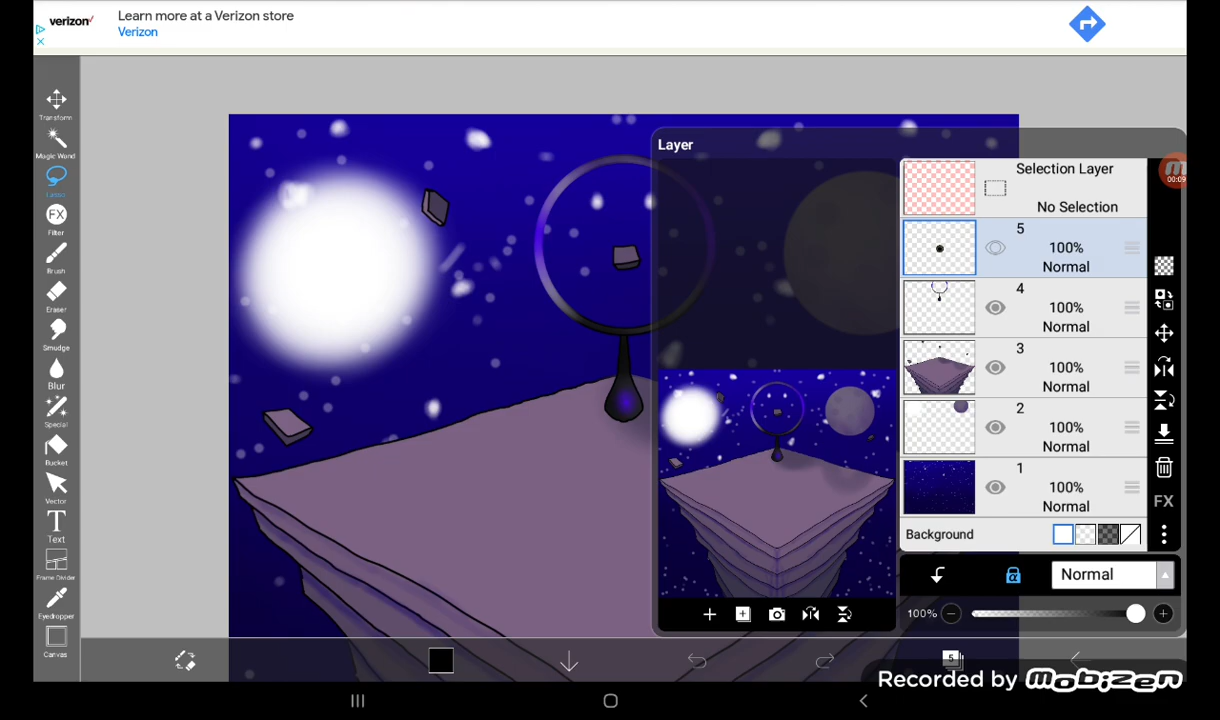 verizon✓
Learn more at a Verizon store
Verizon
Transform
Magic Wand
Lasso
FX
Filter
Brush
Eraser
Smudge
Blur
Special
Bucket
Vector
T
Text
Frame Divider
Eyedropper
Canvas
Layer
Selection Layer
No Selection
00:09
5
100%
Normal
4
100%
Normal
3
100%
Normal
2
100%
Normal
1
100%
Normal
FX
Background
α
Normal
100%
5
Recorded by mobizen